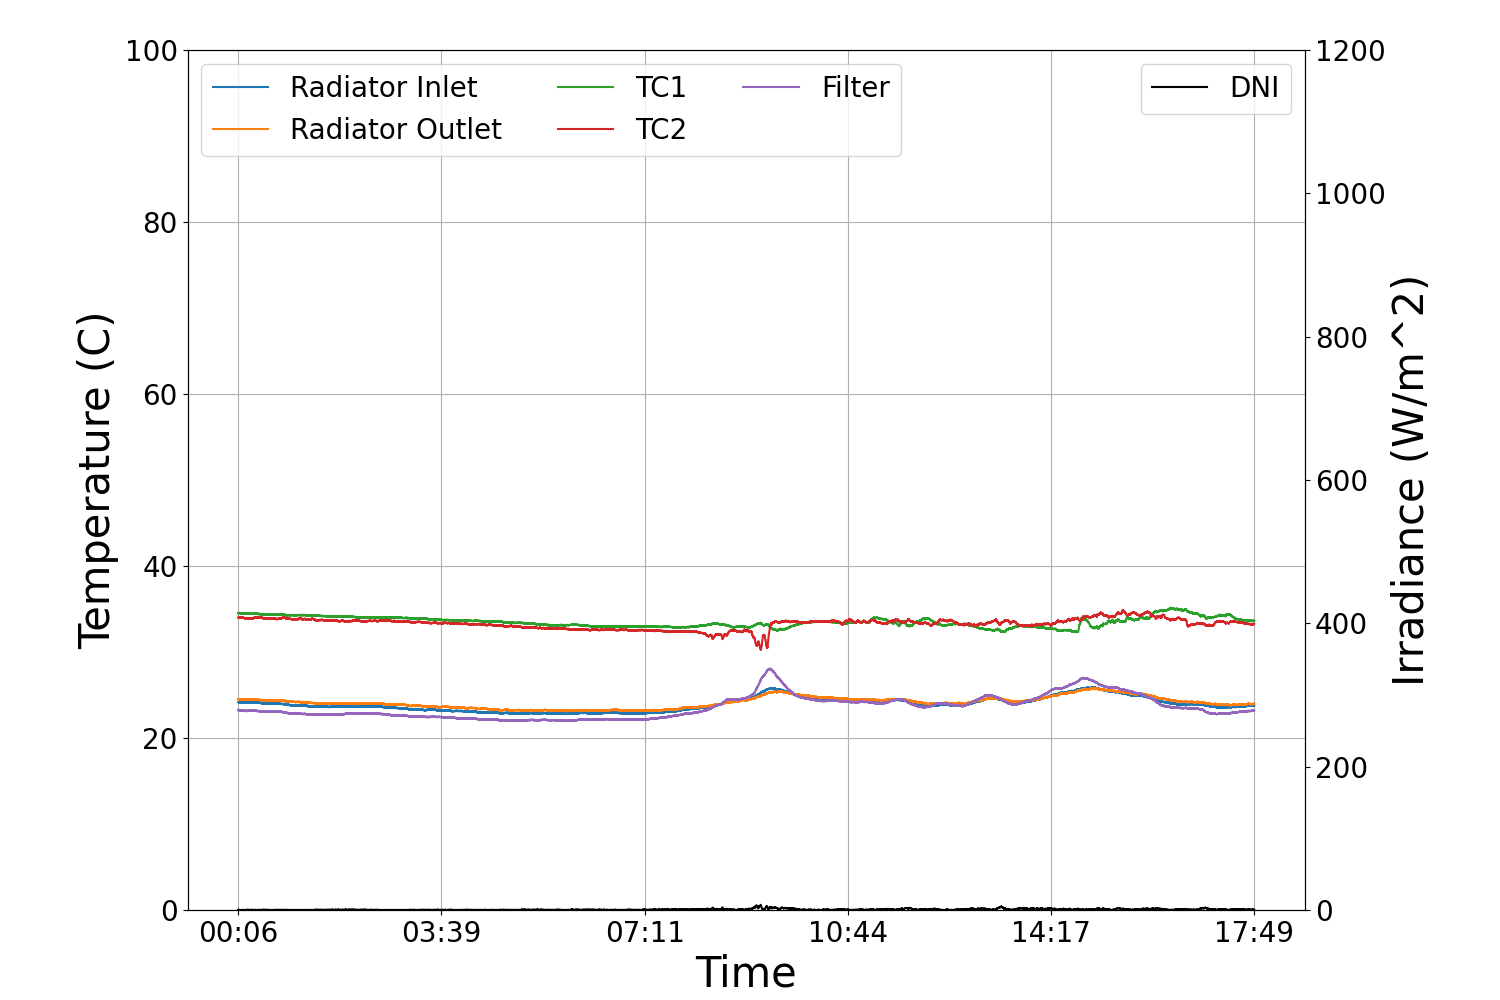 Radiator Inlet
Radiator Outlet
TC1
TC2
Filter
DNI
Temperature (C)
100
80
60
40
20
0
Irradiance (W/m^2)
1200
1000
800
600
400
200
0
00:06 03:39 07:11 10:44 14:17 17:49
Time